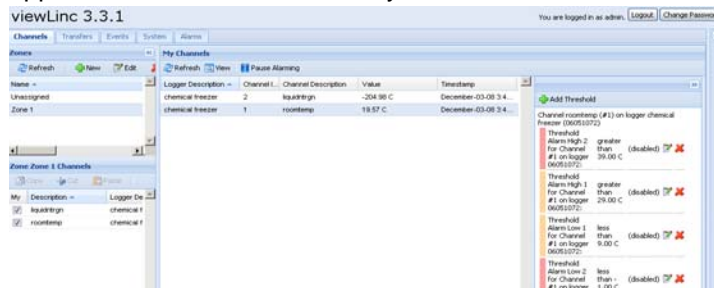 viewLinc 3.3.1
You are logged in as admin. Logout Change Passwo
Channels Transfers Events System Alarms
Zones
Refresh New Edit
Name
Unassigned
Zone 1
Zone Zone 1 Channels
Copy Cut Paste
My Description Logger De
liquidntrgn chemical f
roomtemp chemical f
My Channels
Refresh View Pause Alarming
Logger Description Channel I... Channel Description Value Timestamp
chemical freezer 2 liquidntrgn -204.98 C December-03-08 3:4...
chemical freezer 1 roomtemp 19.57 C December-03-08 3:4...
Add Threshold
Channel roomtemp (#1) on logger chemical
freezer (06051072)
Threshold
Alarm High 2 greater
for Channel than (disabled)
#1 on logger 39.00 C
06051072:
Threshold
Alarm High 1 greater
for Channel than (disabled)
#1 on logger 29.00 C
06051072:
Threshold
Alarm Low 1 less
for Channel than (disabled)
#1 on logger 9.00 C
06051072:
Threshold
Alarm Low 2 less
for Channel than - (disabled)
#1 on logger 1.00 C